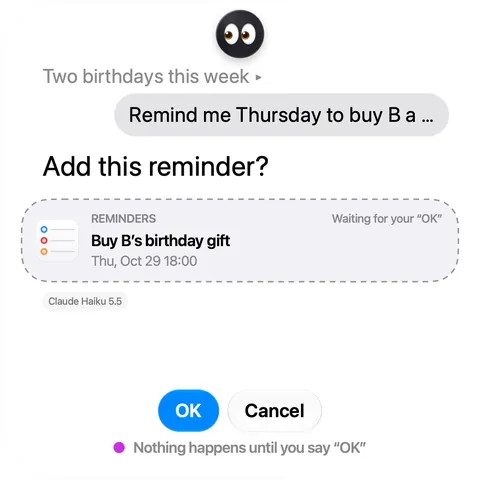 Two birthdays this week ▸
Remind me Thursday to buy B a ...
Add this reminder?
REMINDERS
Waiting for your “OK”
Buy B’s birthday gift
Thu, Oct 29 18:00
Claude Haiku 5.5
OK
Cancel
Nothing happens until you say “OK”